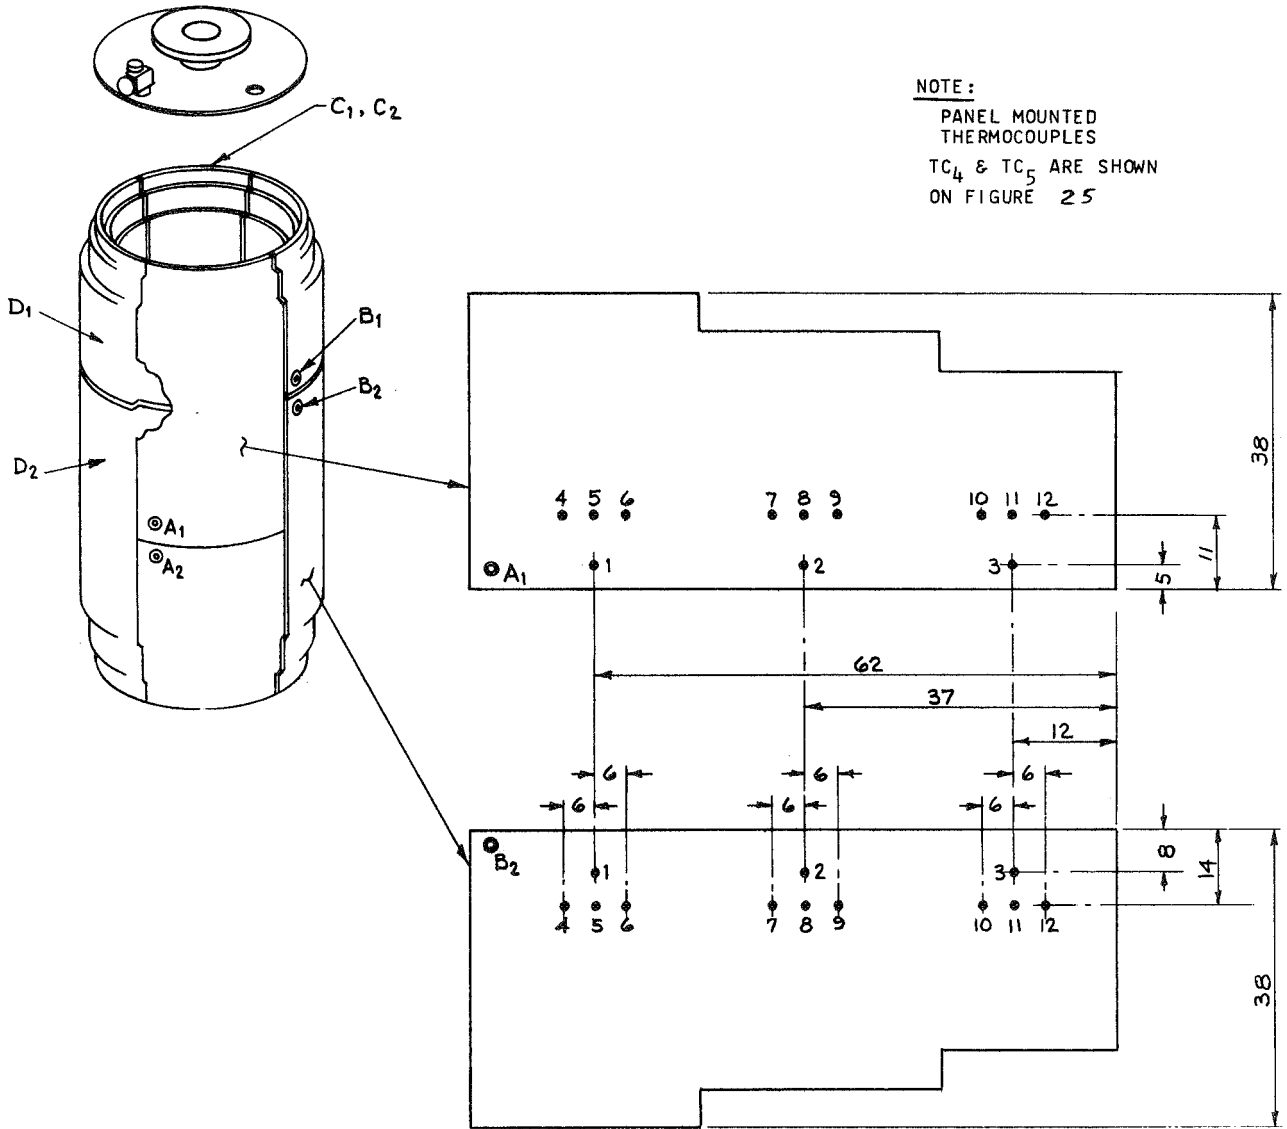 C1, C2
NOTE:
PANEL MOUNTED
THERMOCOUPLES
TC4 & TC5 ARE SHOWN
ON FIGURE 25
D1
B1
B2
D2
A1
A2
38
4 5 6 7 8 9 10 11 12
11
A1 1 2 3
5
62
37
12
6 6 6
6 6 6
B2
8
1 2 3
14
4 5 6 7 8 9 10 11 12
38